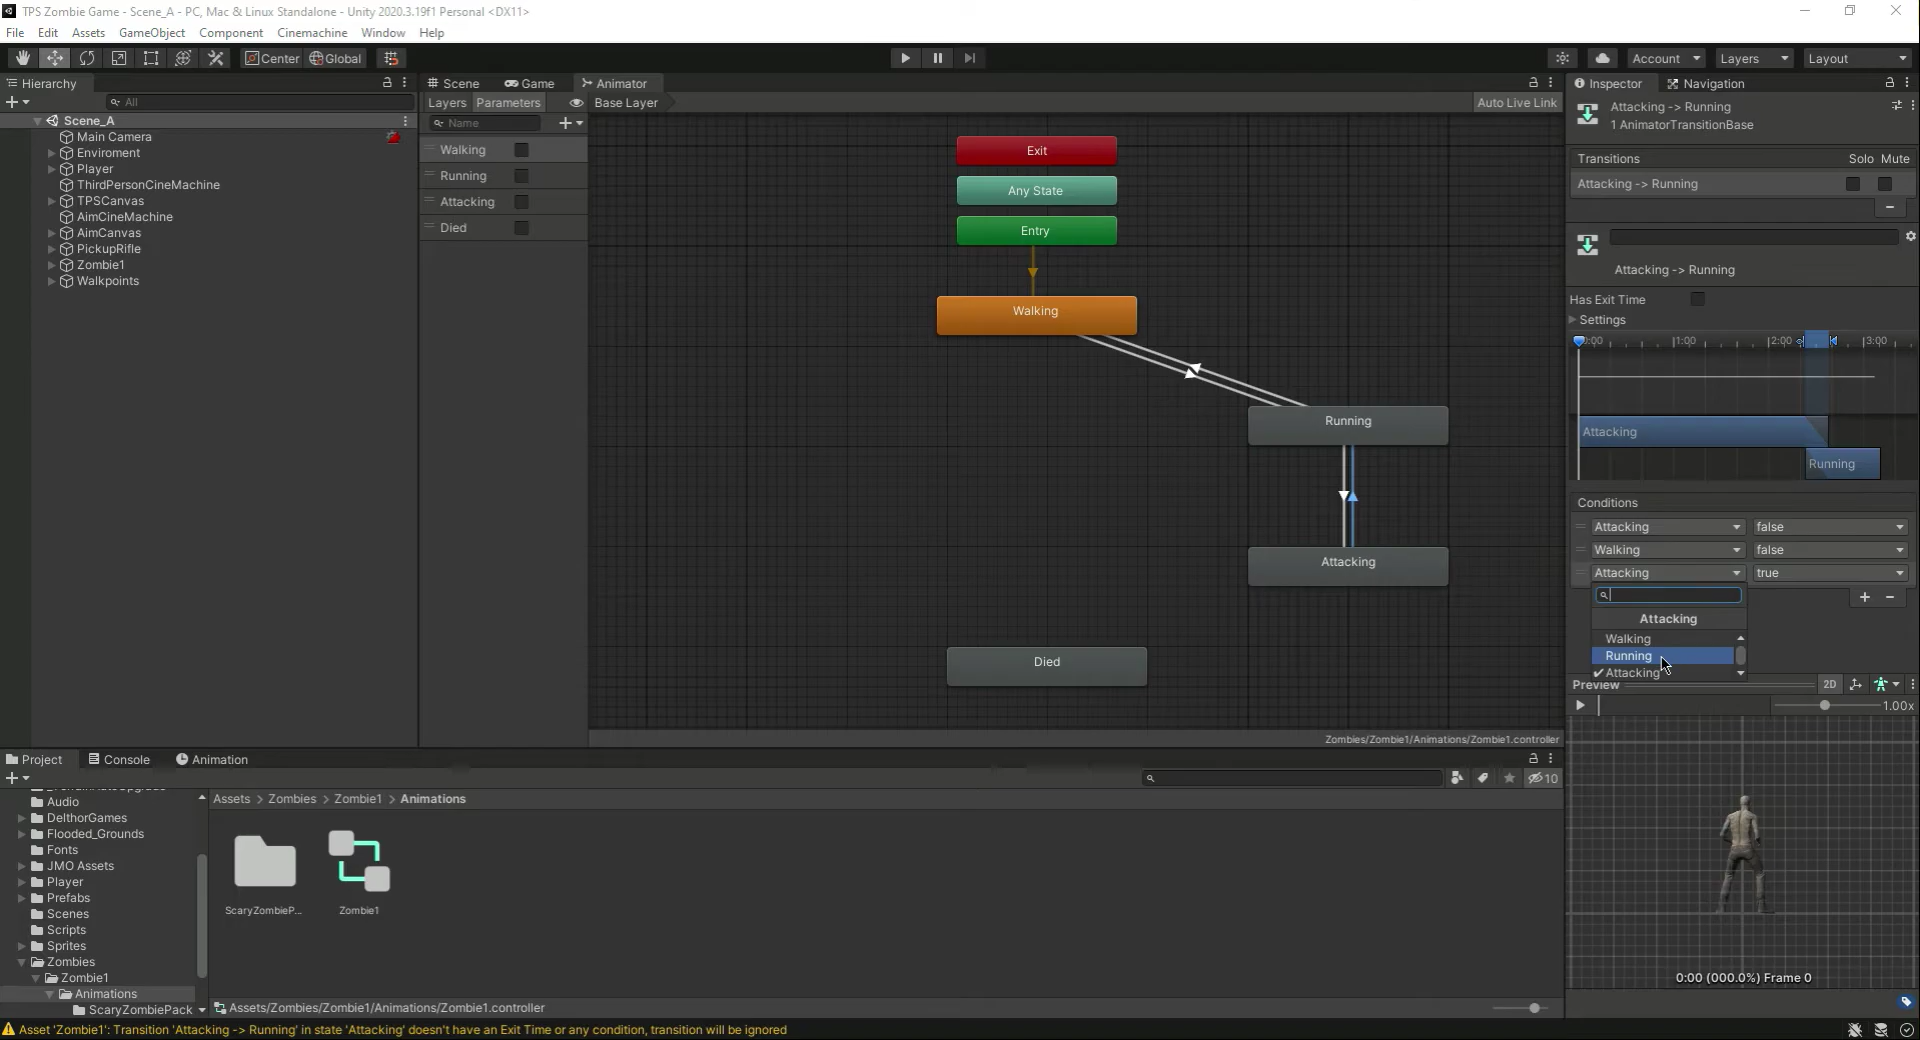 TPS Zombie Game - Scene_A - PC, Mac & Linux Standalone - Unity 2020.3.19f1 Personal <DX11>
File Edit Assets GameObject Component Cinemachine Window Help
Center Global Account Layers Layout
Hierarchy
All
Scene_A
Main Camera
Enviroment
Player
ThirdPersonCineMachine
TPSCanvas
AimCineMachine
AimCanvas
PickupRifle
Zombie1
Walkpoints
Scene Game Animator
Layers Parameters Base Layer Auto Live Link
Name
Walking
Running
Attacking
Died
Exit
Any State
Entry
Walking
Running
Attacking
Died
Zombies/Zombie1/Animations/Zombie1.controller
Inspector Navigation
Attacking -> Running
1 AnimatorTransitionBase
Transitions Solo Mute
Attacking -> Running
Attacking -> Running
Has Exit Time
Settings
0:00 1:00 2:00 3:00
Attacking
Running
Conditions
Attacking false
Walking false
Attacking true
Attacking
Walking
Running
Attacking
Preview 2D
1.00x
0:00 (000.0%) Frame 0
Project Console Animation
10
Audio
DelthorGames
Flooded_Grounds
Fonts
JMO Assets
Player
Prefabs
Scenes
Scripts
Sprites
Zombies
Zombie1
Animations
ScaryZombiePack
Assets > Zombies > Zombie1 > Animations
ScaryZombieP... Zombie1
Assets/Zombies/Zombie1/Animations/Zombie1.controller
Asset 'Zombie1': Transition 'Attacking -> Running' in state 'Attacking' doesn't have an Exit Time or any condition, transition will be ignored